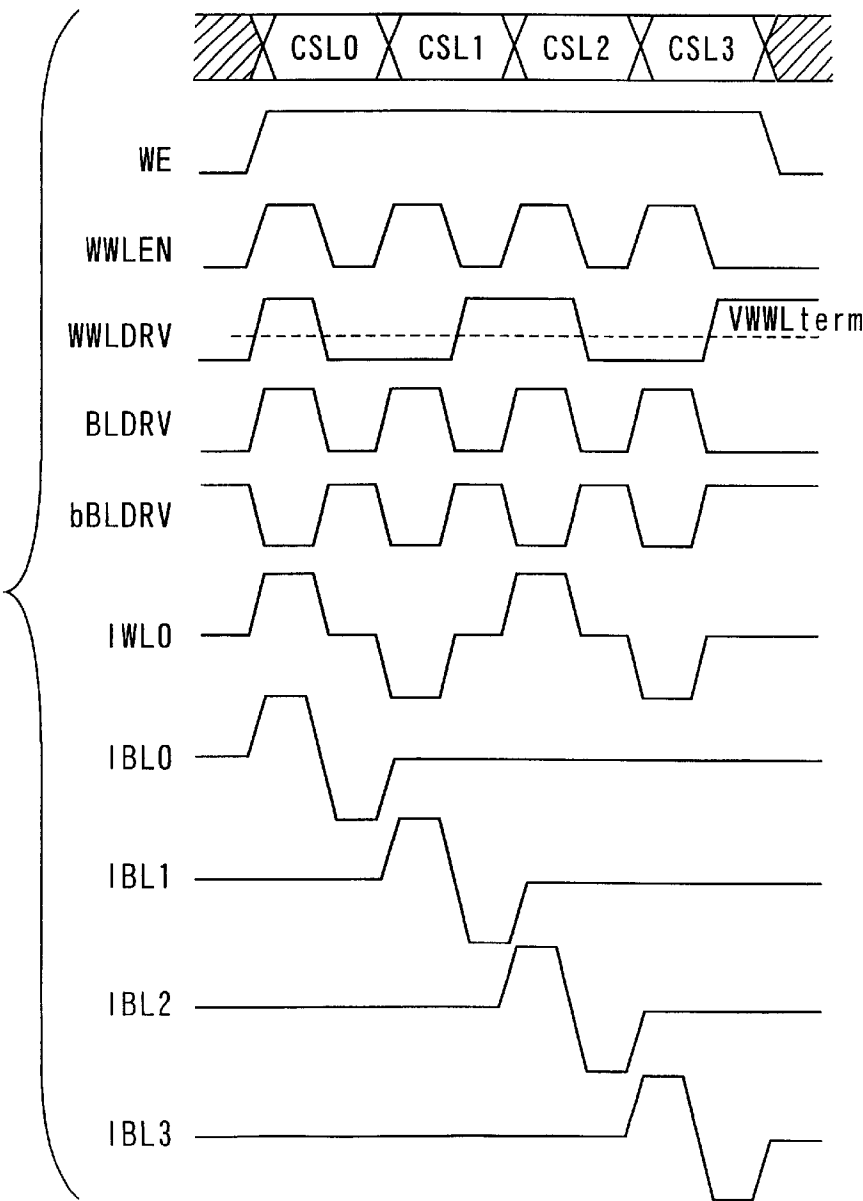 CSL0 CSL1 CSL2 CSL3
WE
WWLEN
WWLDRV
VWWLterm
BLDRV
bBLDRV
IWL0
IBL0
IBL1
IBL2
IBL3